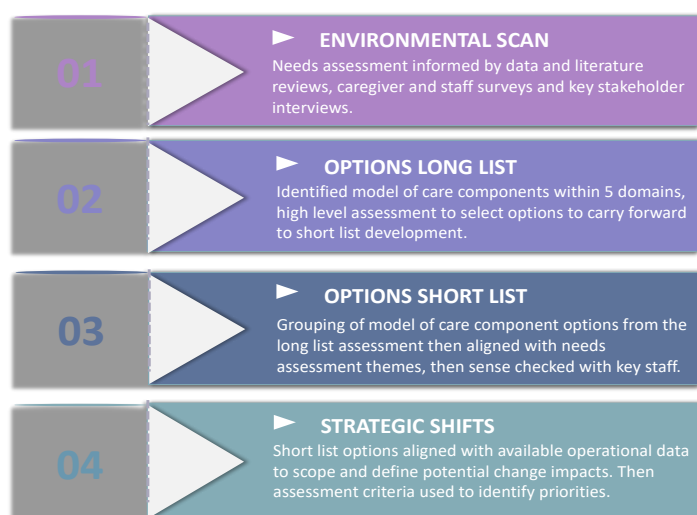 01
ENVIRONMENTAL SCAN
Needs assessment informed by data and literature
reviews, caregiver and staff surveys and key stakeholder
interviews.
02
OPTIONS LONG LIST
Identified model of care components within 5 domains,
high level assessment to select options to carry forward
to short list development.
03
OPTIONS SHORT LIST
Grouping of model of care component options from the
long list assessment then aligned with needs
assessment themes, then sense checked with key staff.
04
STRATEGIC SHIFTS
Short list options aligned with available operational data
to scope and define potential change impacts. Then
assessment criteria used to identify priorities.